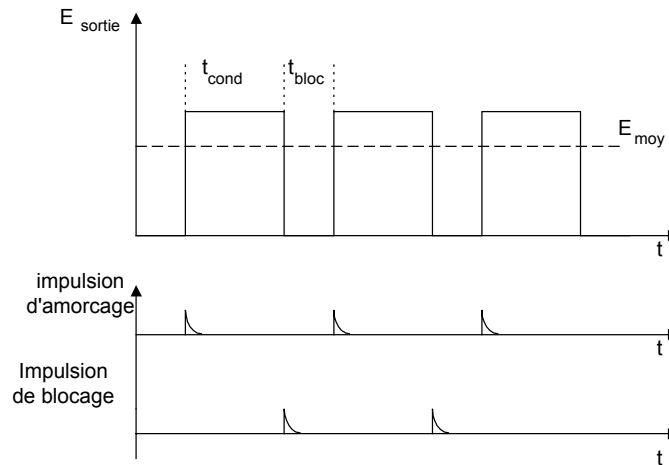 E sortie
t cond
t bloc
E moy
t
impulsion
d'amorcage
t
Impulsion
de blocage
t